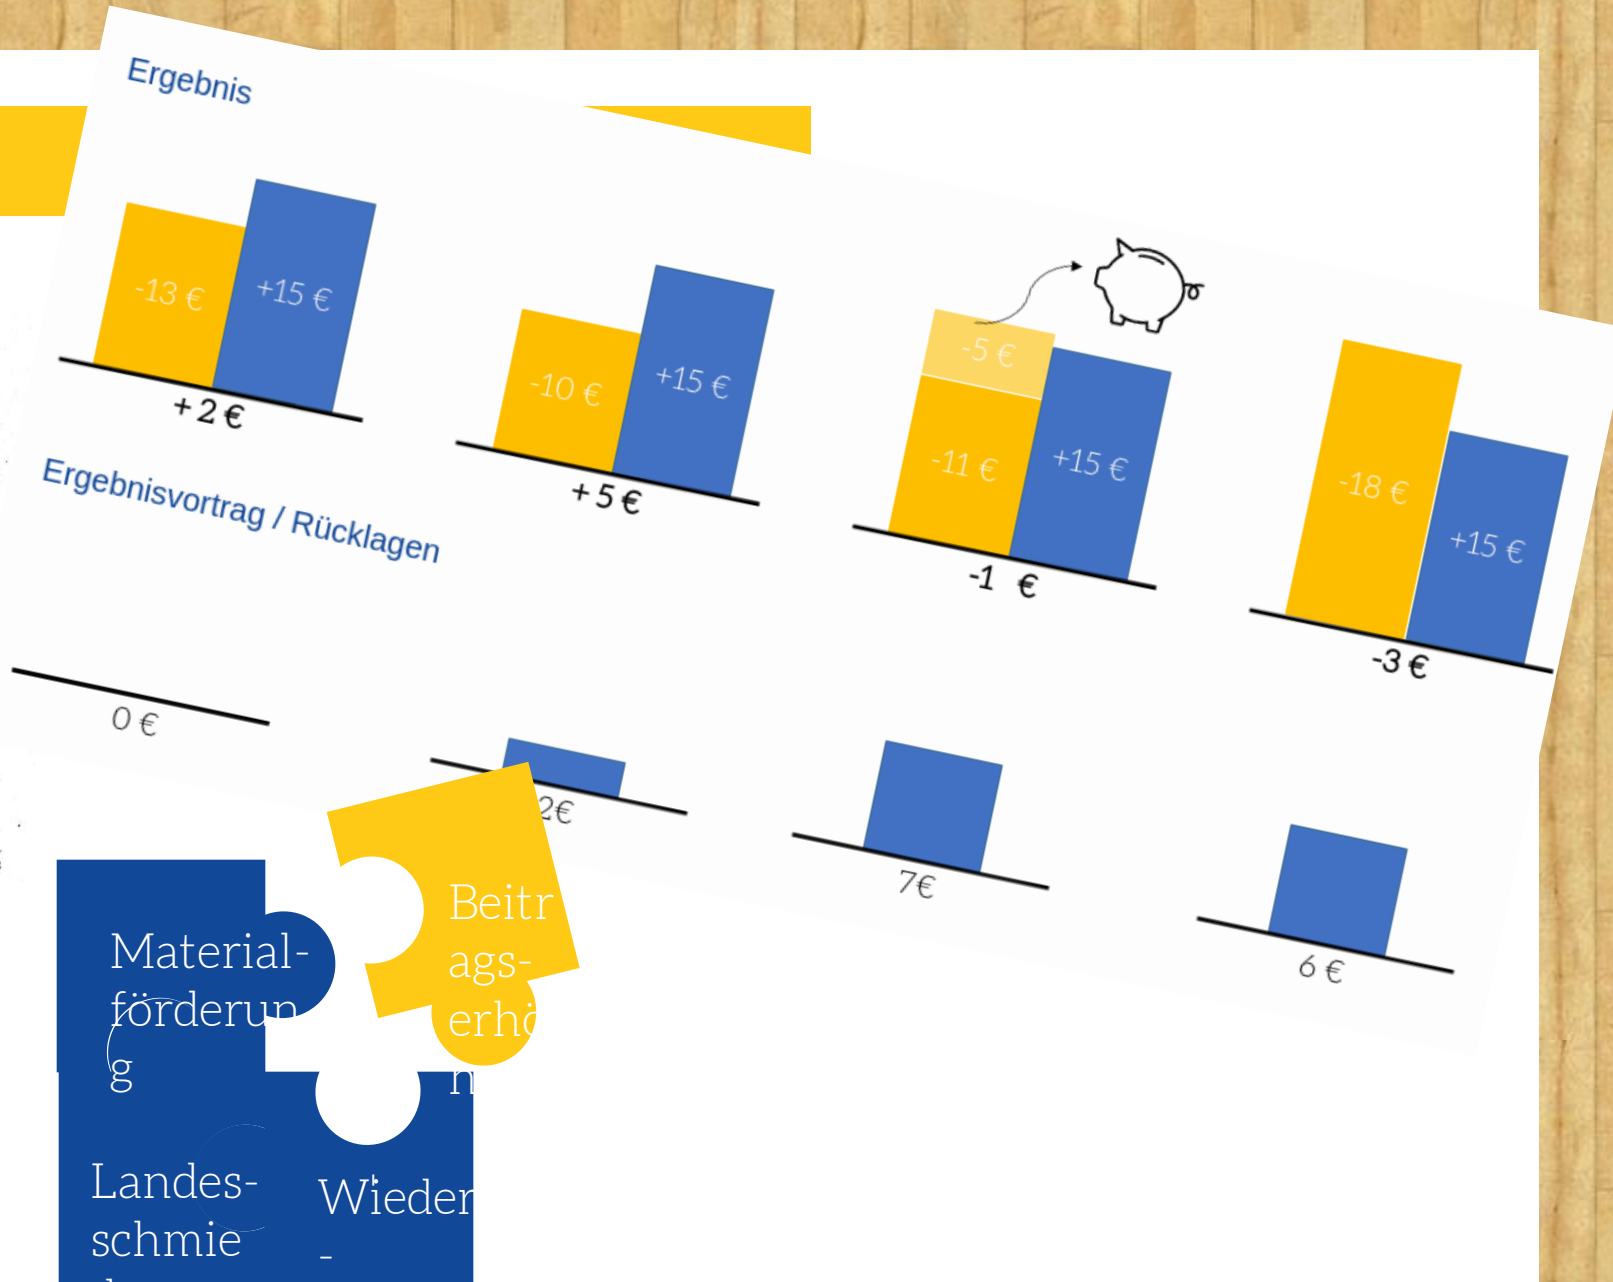 Ergebnis
-13 €
+15 €
+ 2 €
-10 €
+15 €
+ 5 €
-5 €
-11 €
+15 €
-1 €
-18 €
+15 €
-3 €
Ergebnisvortrag / Rücklagen
0 €
2€
7€
6 €
Material-
förderun
g
Beitr
ags-
erhö
n
Landes-
schmie
Wieder
-